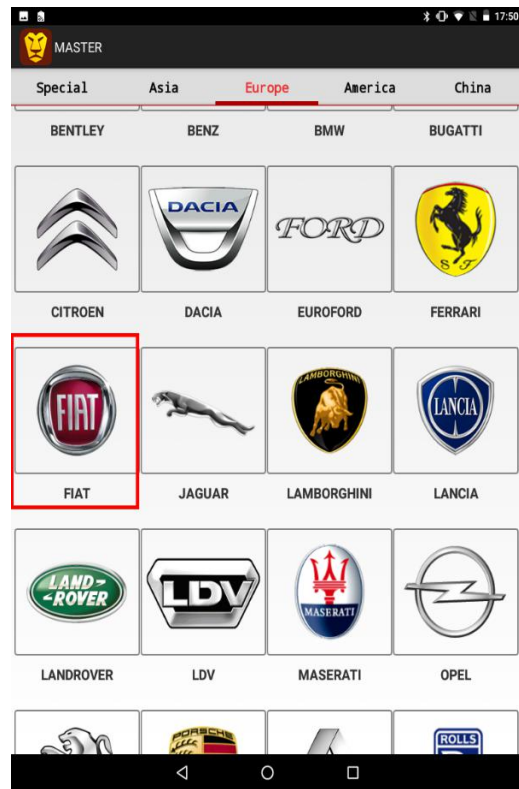 17:50
MASTER
Special Asia Europe America China
BENTLEY BENZ BMW BUGATTI
DACIA FORD S F
CITROEN DACIA EUROFORD FERRARI
FIAT LAMBORGHINI LANCIA
FIAT JAGUAR LAMBORGHINI LANCIA
LAND-
-ROVER LDV MASERATI
LANDROVER LDV MASERATI OPEL
PORSCHE ROLLS